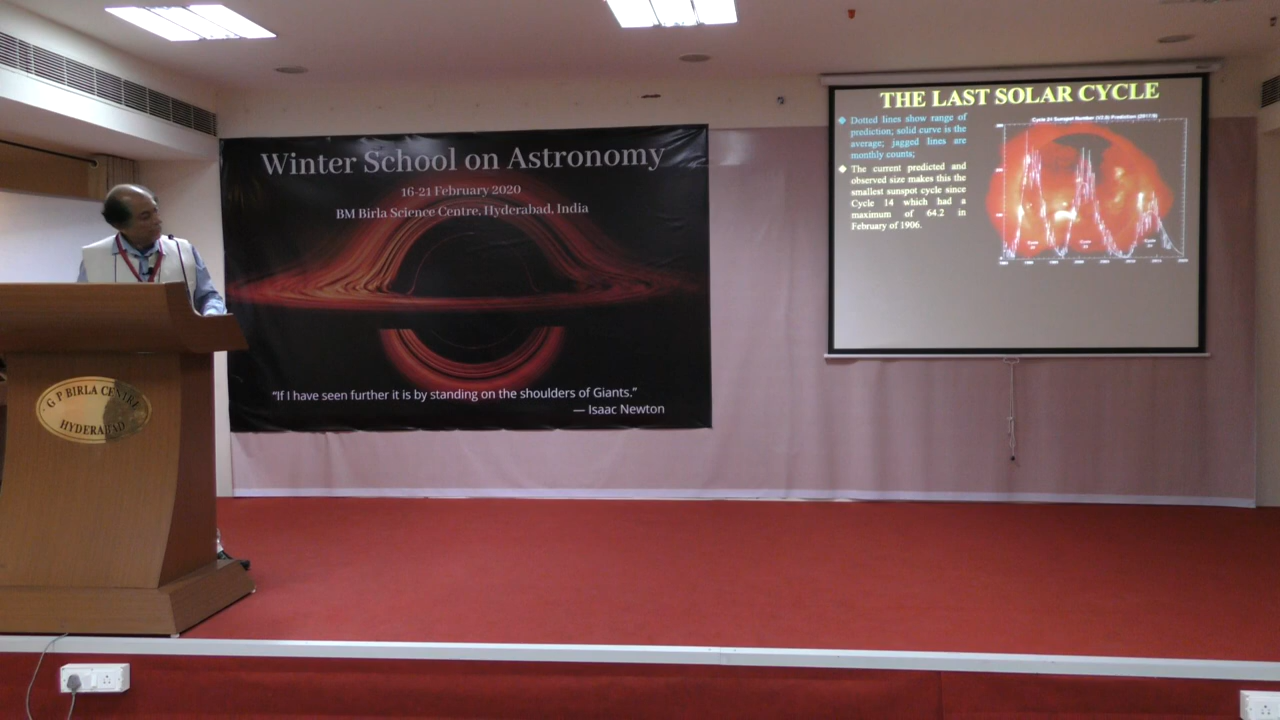 Winter School on Astronomy
16-21 February 2020
BM Birla Science Centre, Hyderabad, India
“If I have seen further it is by standing on the shoulders of Giants.”
— Isaac Newton
G P BIRLA CENTRE
HYDERABAD
THE LAST SOLAR CYCLE
Dotted lines show range of
prediction; solid curve is the
average; jagged lines are
monthly counts;
The current predicted and
observed size makes this the
smallest sunspot cycle since
Cycle 14 which had a
maximum of 64.2 in
February of 1906.
Sunspot Number
Prediction